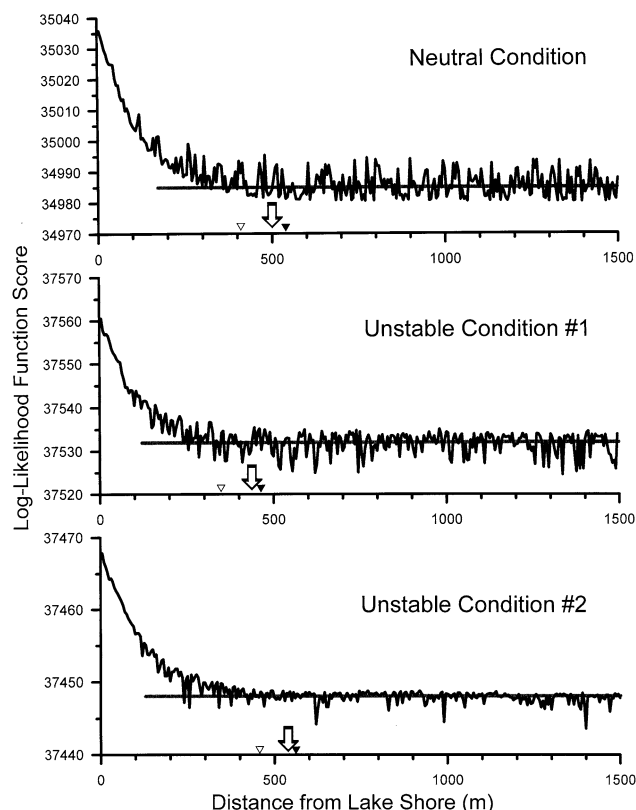 35040
35030
35020
35010
35000
34990
34980
34970
Neutral Condition
0 500 1000 1500
37570
37560
37550
37540
37530
37520
Unstable Condition #1
0 500 1000 1500
37470
37460
37450
37440
Unstable Condition #2
0 500 1000 1500
Log-Likelihood Function Score
Distance from Lake Shore (m)